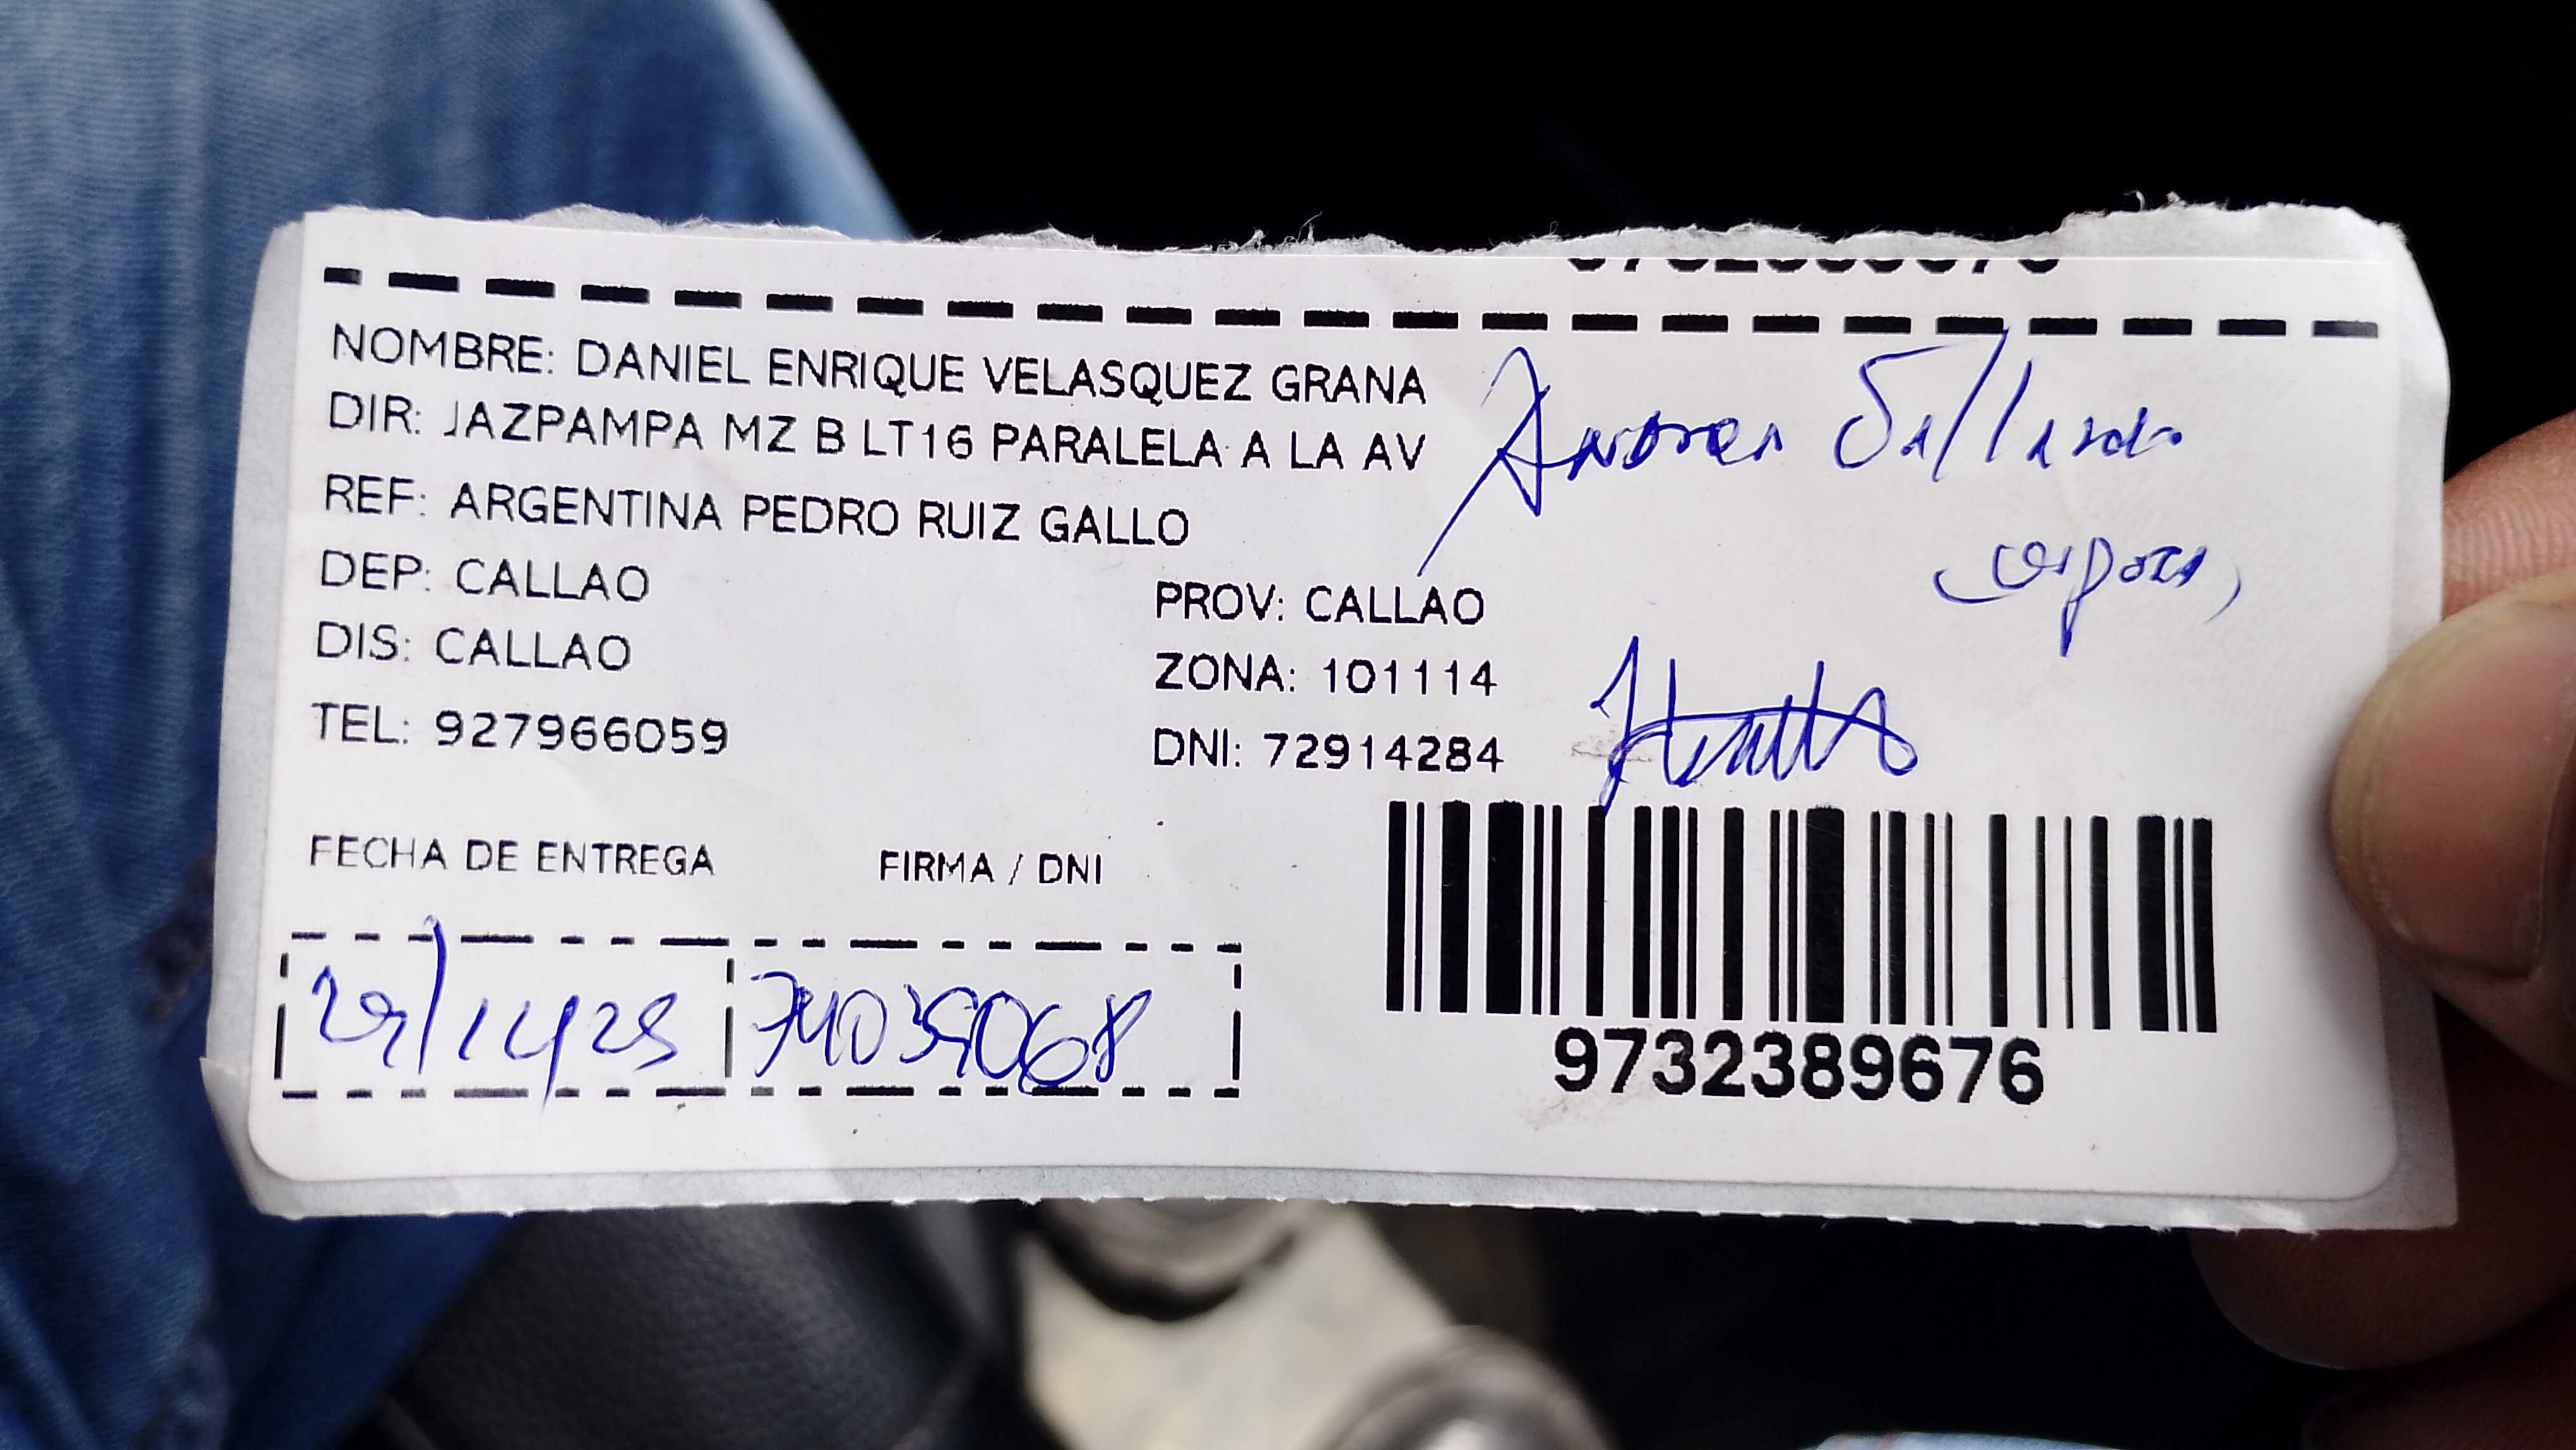 NOMBRE: DANIEL ENRIQUE VELASQUEZ GRANA
DIR: JAZPAMPA MZ B LT16 PARALELA A LA AV
REF: ARGENTINA PEDRO RUIZ GALLO
DEP: CALLAO
PROV: CALLAO
DIS: CALLAO
ZONA: 101114
TEL: 927966059
DNI: 72914284
FECHA DE ENTREGA
FIRMA / DNI
74039068
9732389676